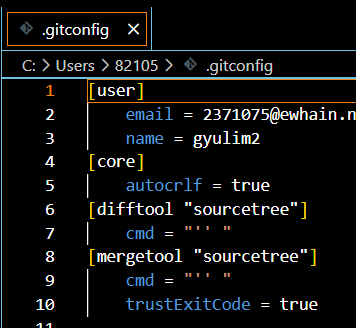 .gitconfig
C: > Users > 82105 > .gitconfig
1 [user]
2 email = 2371075@ewhain.n
3 name = gyulim2
4 [core]
5 autocrlf = true
6 [difftool "sourcetree"]
7 cmd = "'' "
8 [mergetool "sourcetree"]
9 cmd = "'' "
10 trustExitCode = true
11